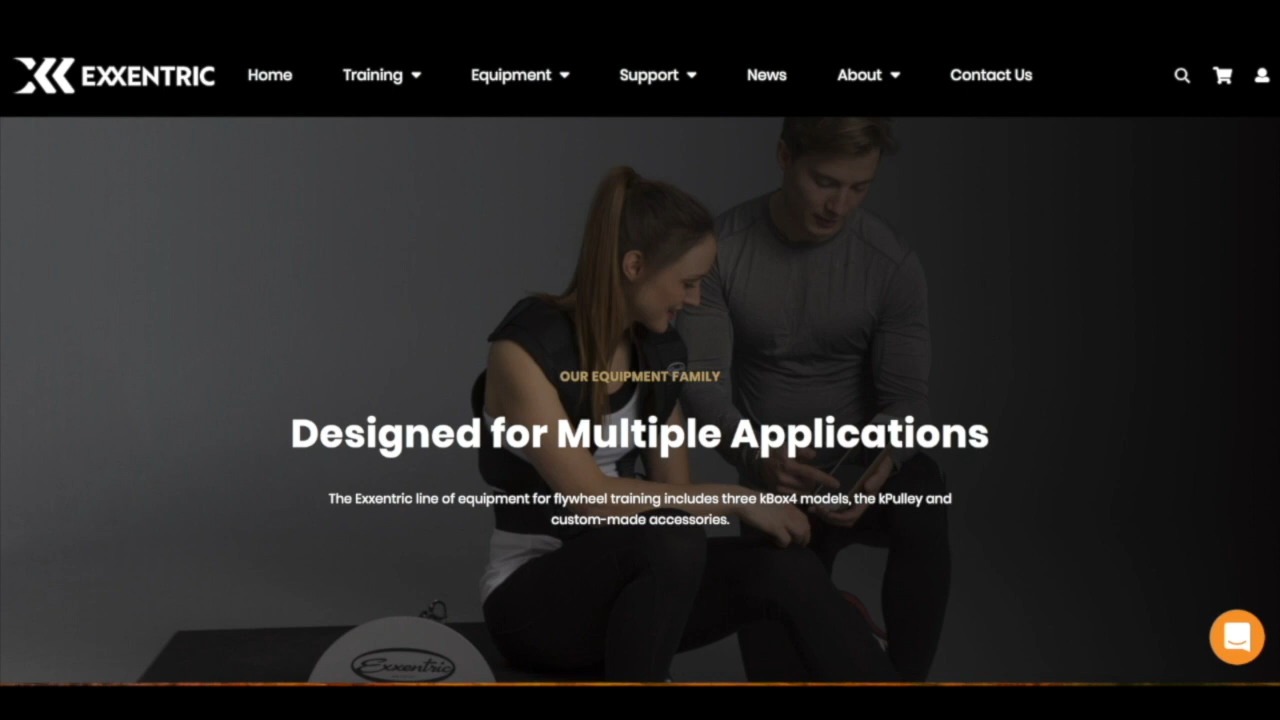 EXXENTRIC
Home Training Equipment Support News About Contact Us
OUR EQUIPMENT FAMILY
Designed for Multiple Applications
The Exxentric line of equipment for flywheel training includes three kBox4 models, the kPulley and
custom-made accessories.
Exxentric